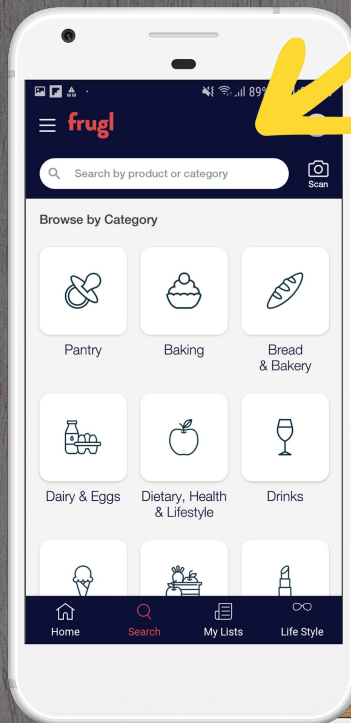 89%
frugl
Search by product or category
Scan
Browse by Category
Pantry
Baking
Bread
& Bakery
Dairy & Eggs
Dietary, Health
& Lifestyle
Drinks
Home
Search
My Lists
Life Style